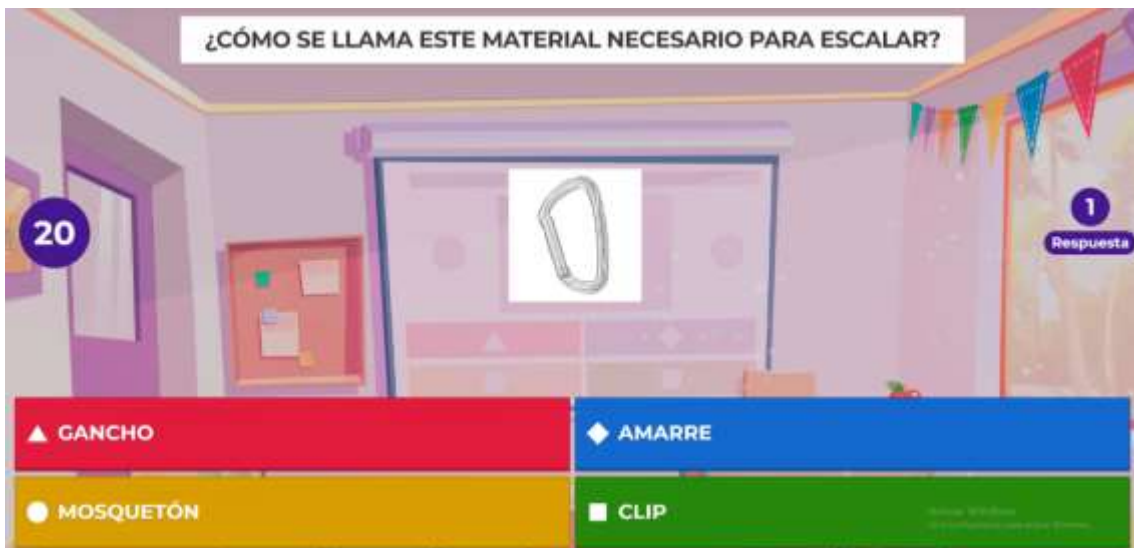 ¿CÓMO SE LLAMA ESTE MATERIAL NECESARIO PARA ESCALAR?
20
1
Respuesta
GANCHO
AMARRE
MOSQUETÓN
CLIP